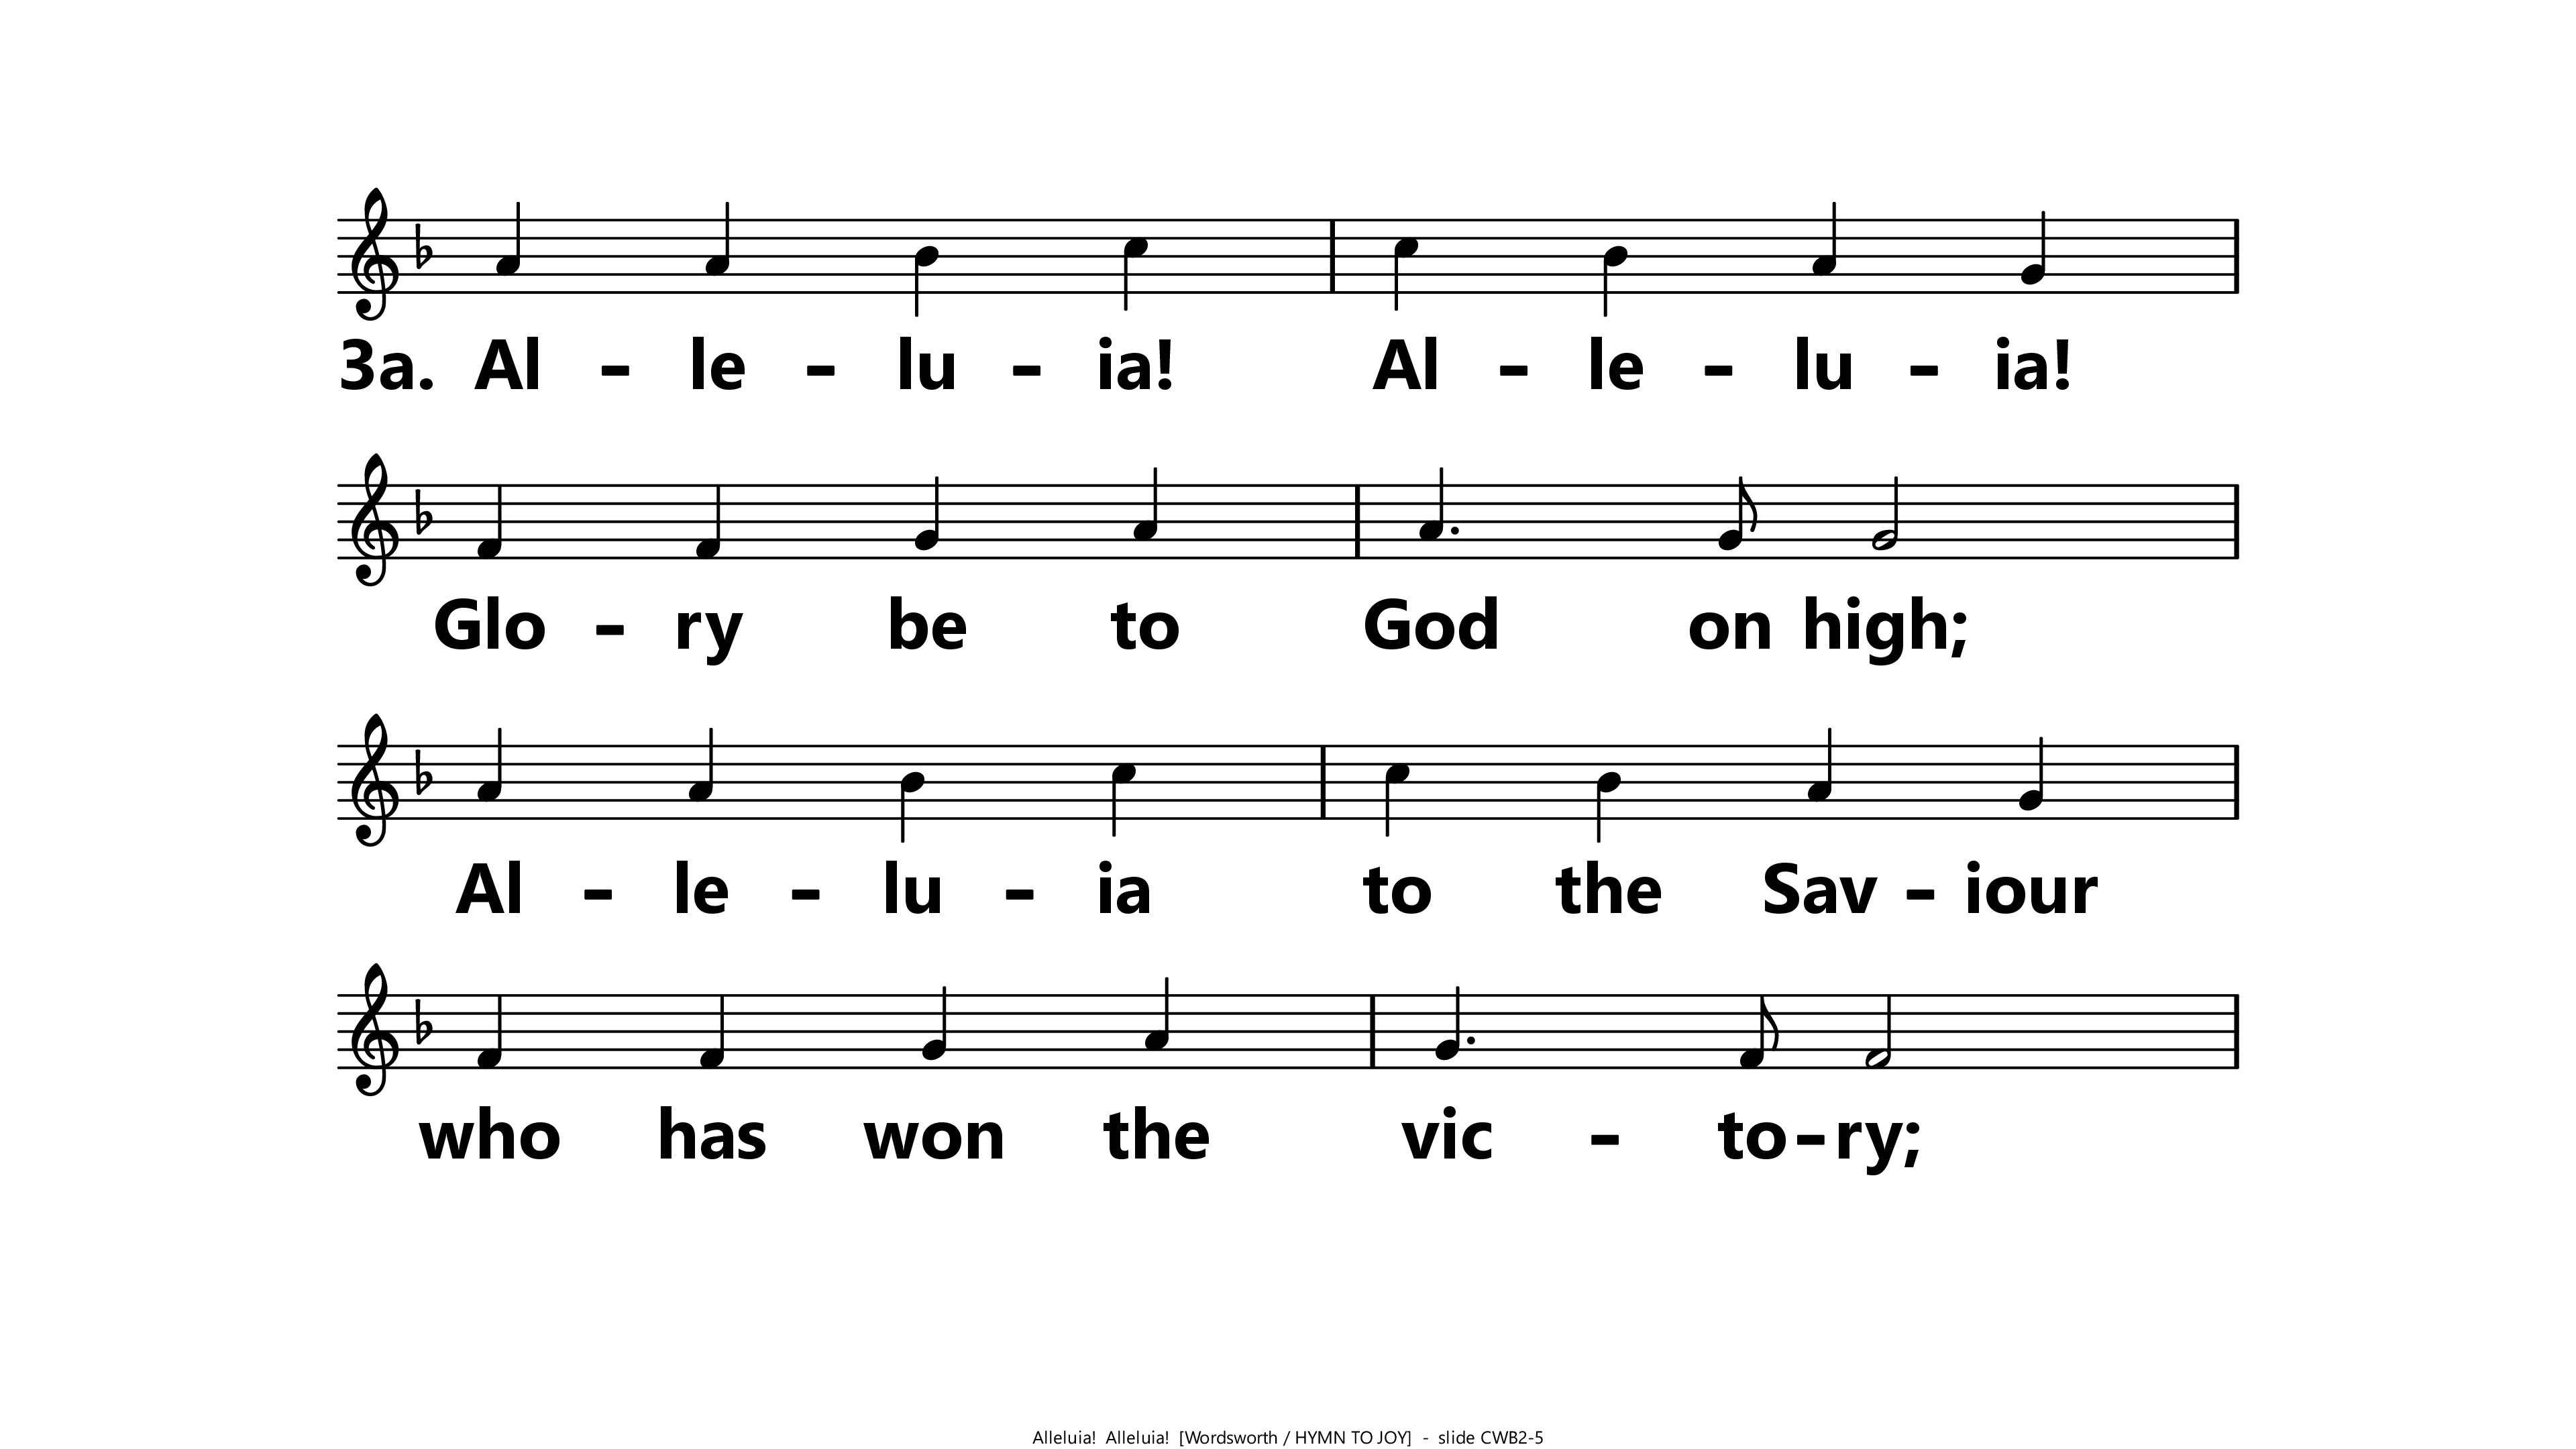 3a. Al - le - lu - ia! Al - le - lu - ia!
Glo - ry be to God on high;
Al - le - lu - ia to the Sav - iour
who has won the vic - to - ry;
Alleluia! Alleluia! [Wordsworth / HYMN TO JOY] - slide CWB2-5